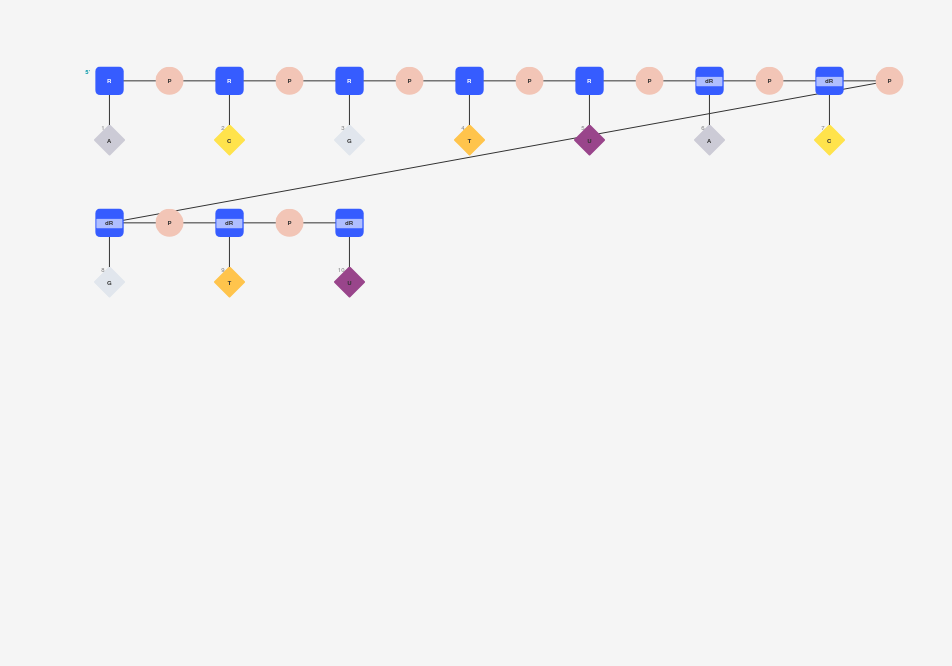 5'
R P R P R P R P R P dR P dR P
1 2 3 4 5 6 7
A C G T U A C
dR P dR P dR
8 9 10
G T U